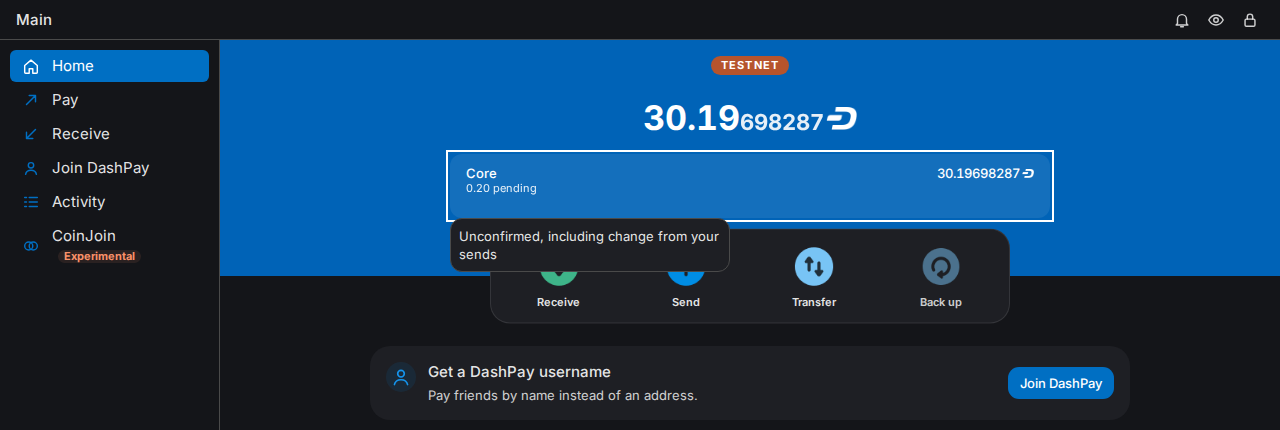 Main
Home
Pay
Receive
Join DashPay
Activity
CoinJoin
Experimental
TESTNET
30.19698287
Core
30.19698287
0.20 pending
Unconfirmed, including change from your
sends
Receive
Send
Transfer
Back up
Get a DashPay username
Pay friends by name instead of an address.
Join DashPay